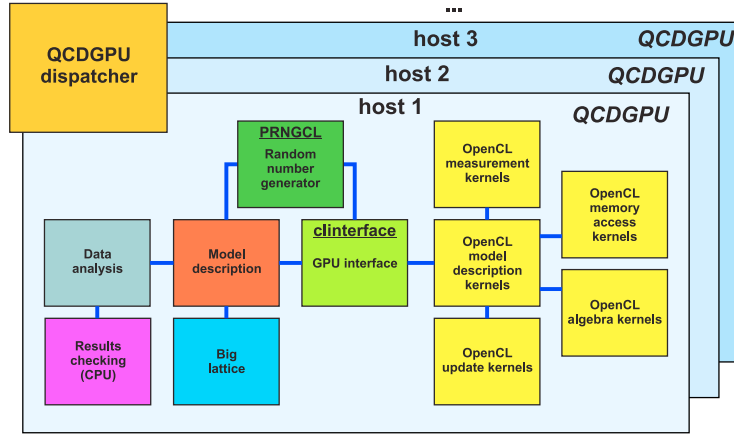 ...
QCDGPU
dispatcher
host 3
QCDGPU
host 2
QCDGPU
host 1
QCDGPU
PRNGCL
Random
number
generator
OpenCL
measurement
kernels
OpenCL
memory
access
kernels
Data
analysis
Model
description
clinterface
GPU interface
OpenCL
model
description
kernels
OpenCL
algebra kernels
Results
checking
(CPU)
Big
lattice
OpenCL
update kernels